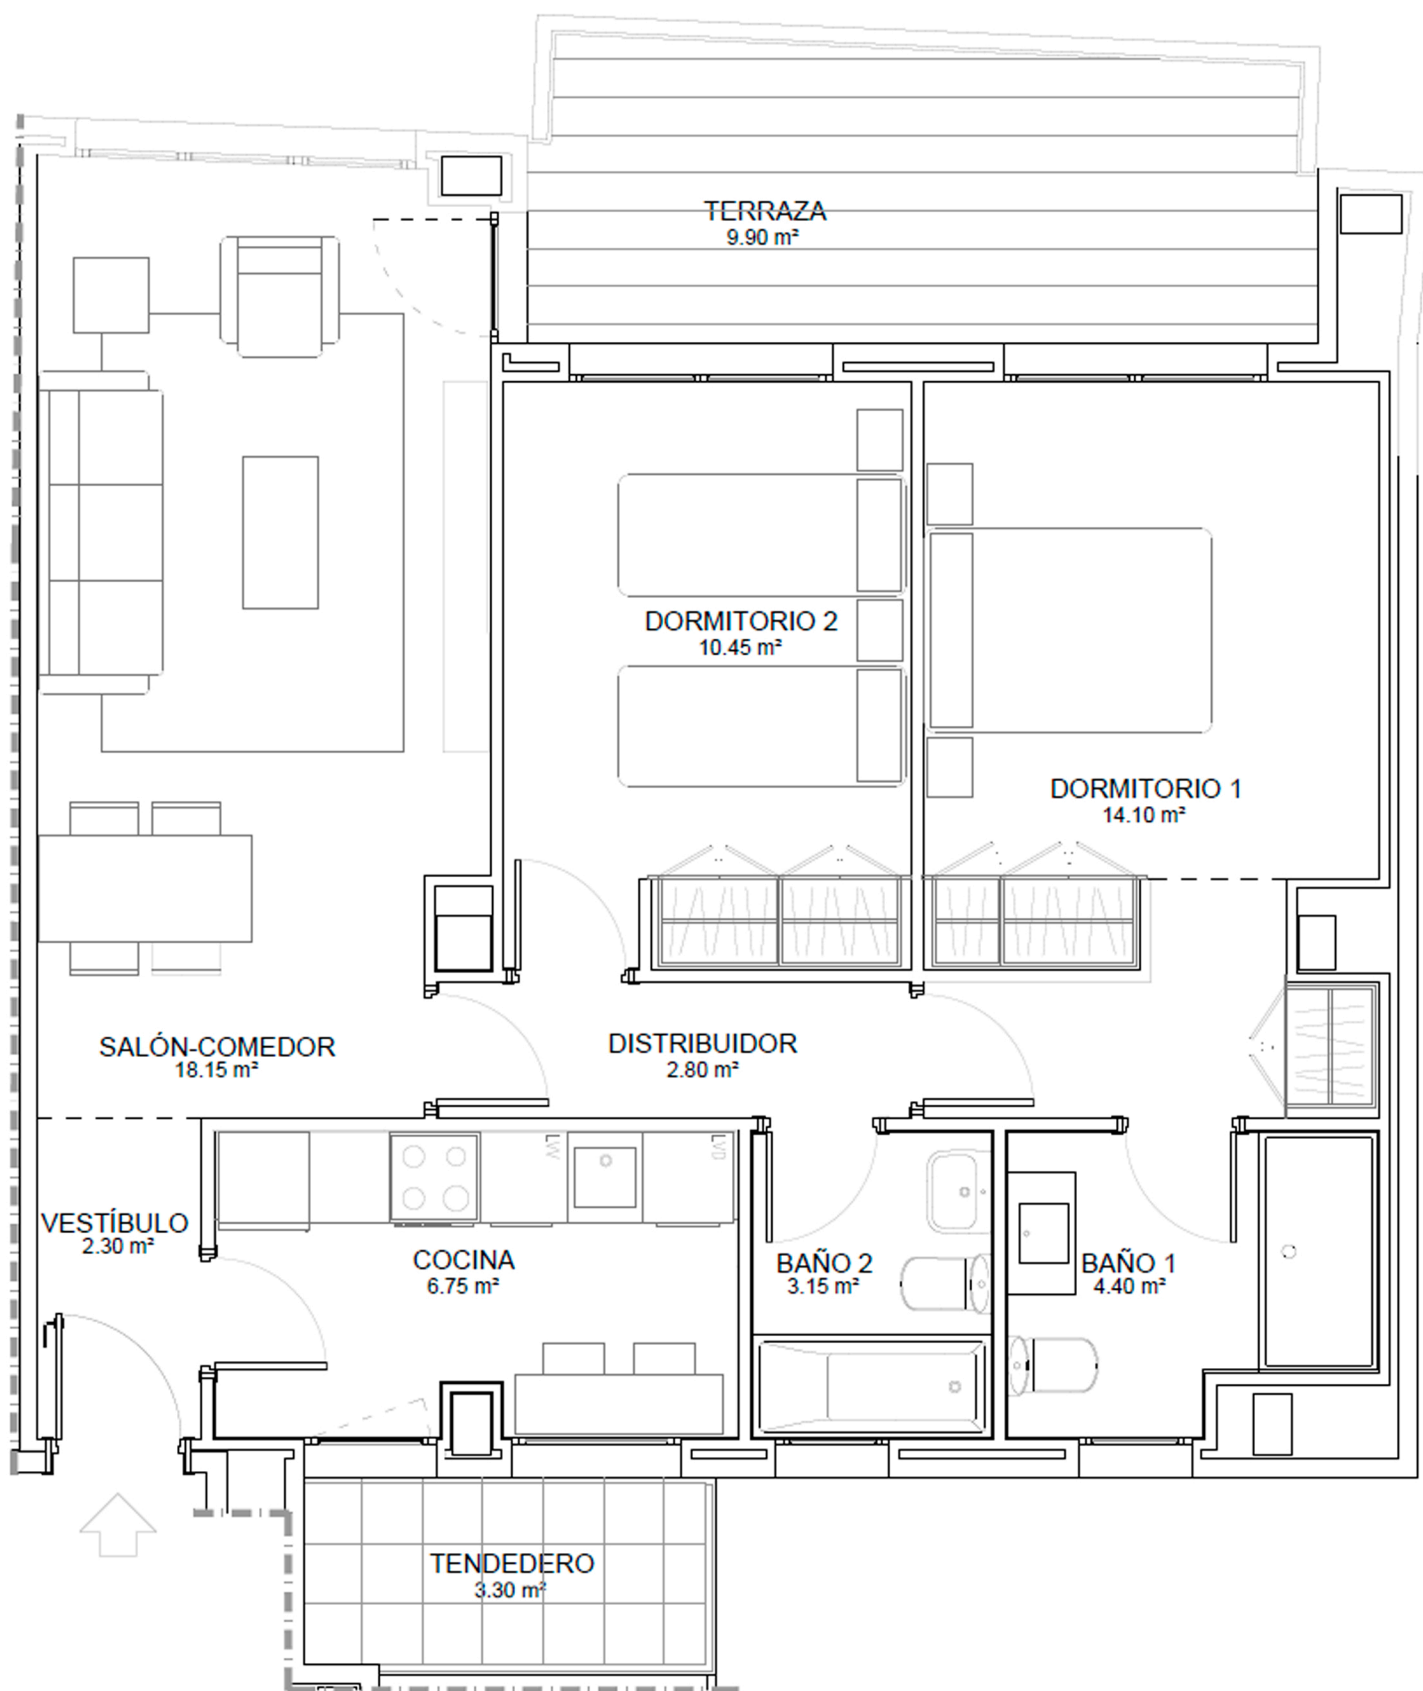 TERRAZA
9.90 m²
DORMITORIO 2
10.45 m²
DORMITORIO 1
14.10 m²
SALÓN-COMEDOR
18.15 m²
DISTRIBUIDOR
2.80 m²
LVV
LVD
VESTÍBULO
2.30 m²
COCINA
6.75 m²
BAÑO 2
3.15 m²
BAÑO 1
4.40 m²
TENDEDERO
3.30 m²